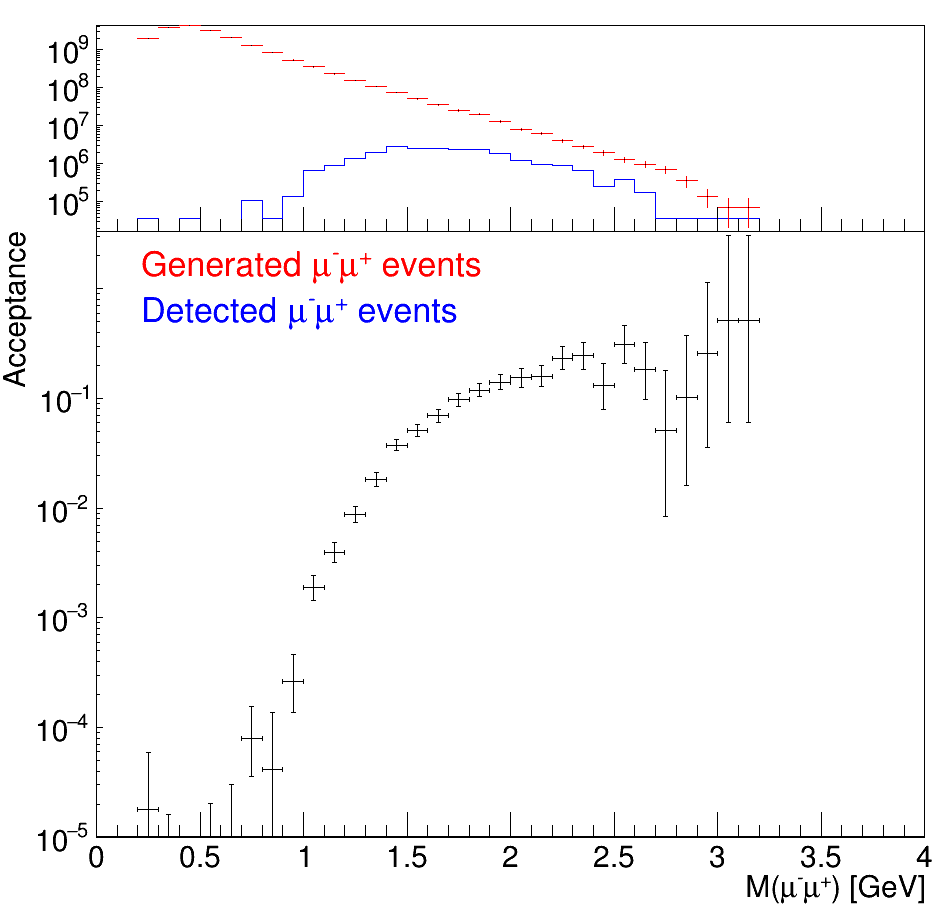 10⁹
10⁸
10⁷
10⁶
10⁵
Acceptance
Generated μ⁻μ⁺ events
Detected μ⁻μ⁺ events
1
10⁻¹
10⁻²
10⁻³
10⁻⁴
10⁻⁵
0 0.5 1 1.5 2 2.5 3 3.5 4
M(μ⁻μ⁺) [GeV]